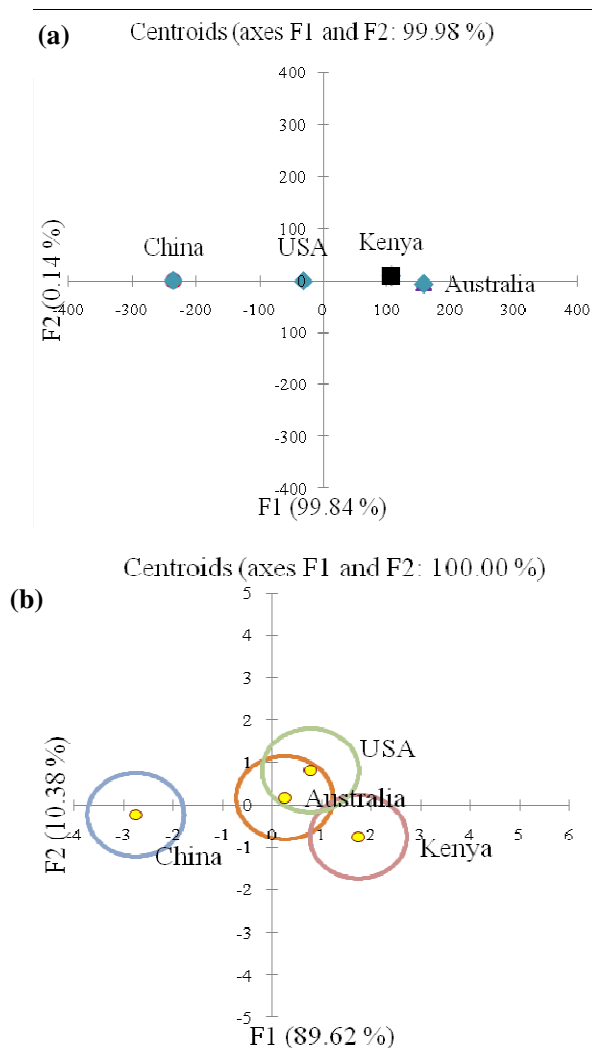 (a)
Centroids (axes F1 and F2: 99.98 %)
400
300
200
100
China
USA
Kenya
Australia
0
-400 -300 -200 -100 0 100 200 300 400
100
-200
-300
-400
F2 (0.14 %)
F1 (99.84 %)
Centroids (axes F1 and F2: 100.00 %)
(b)
5
4
3
2
1
0
USA
Australia
-4 -3 -2 -1 0 1 2 3 4 5 6
China
Kenya
-1
-2
-3
-4
-5
F2 (10.38 %)
F1 (89.62 %)